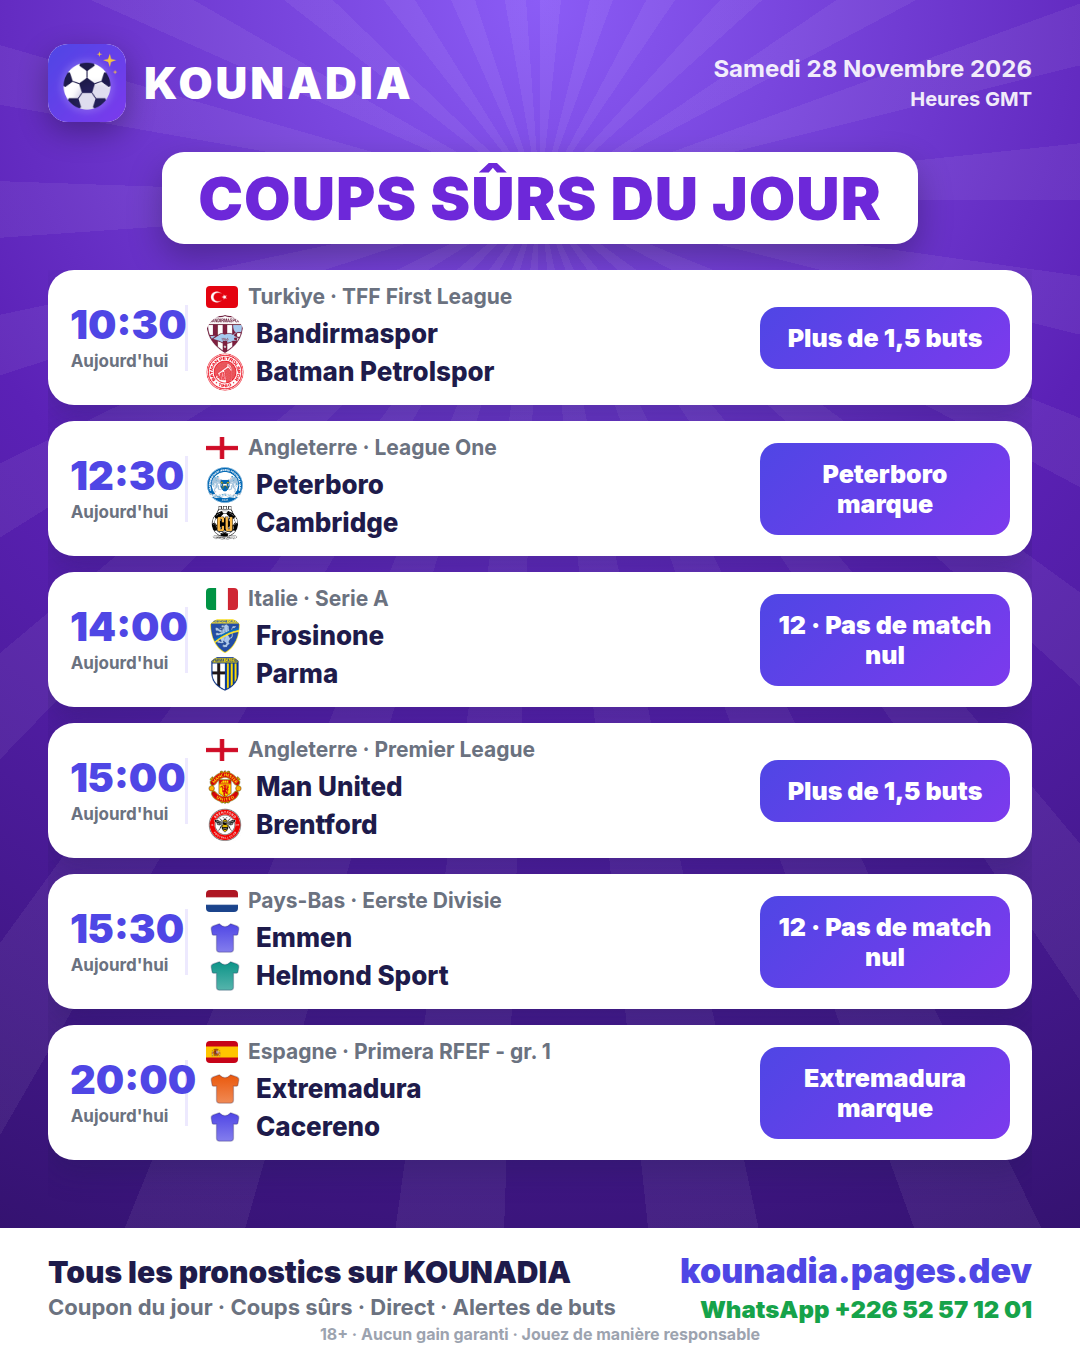 KOUNADIA
Samedi 28 Novembre 2026
Heures GMT
COUPS SÛRS DU JOUR
10:30
Aujourd'hui
Turkiye · TFF First League
Bandirmaspor
Batman Petrolspor
Plus de 1,5 buts
12:30
Aujourd'hui
Angleterre · League One
Peterboro
Cambridge
Peterboro
marque
14:00
Aujourd'hui
Italie · Serie A
Frosinone
Parma
12 · Pas de match
nul
15:00
Aujourd'hui
Angleterre · Premier League
Man United
Brentford
Plus de 1,5 buts
15:30
Aujourd'hui
Pays-Bas · Eerste Divisie
Emmen
Helmond Sport
12 · Pas de match
nul
20:00
Aujourd'hui
Espagne · Primera RFEF - gr. 1
Extremadura
Cacereno
Extremadura
marque
Tous les pronostics sur KOUNADIA
Coupon du jour · Coups sûrs · Direct · Alertes de buts
kounadia.pages.dev
WhatsApp +226 52 57 12 01
18+ · Aucun gain garanti · Jouez de manière responsable